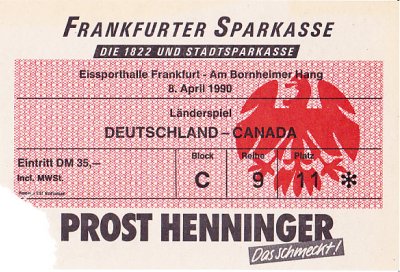 FRANKFURTER SPARKASSE
DIE 1822 UND STADTSPARKASSE
Eissporthalle Frankfurt - Am Bornheimer Hang
8. April 1990
Länderspiel
DEUTSCHLAND – CANADA
Eintritt DM 35,–
Incl. MWSt.
Block Reihe Platz
C 9 11 *
PROST HENNINGER
Das schmeckt!